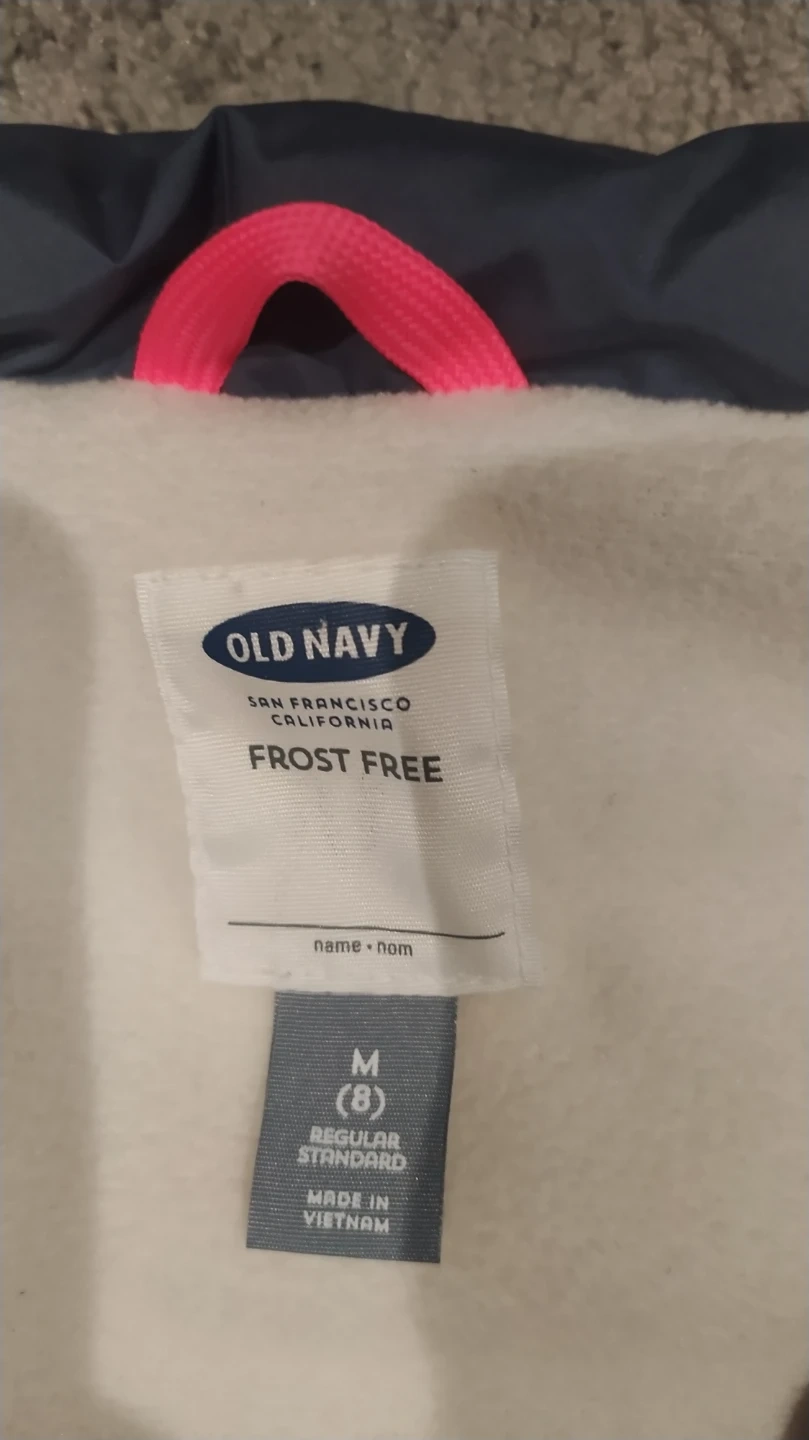 OLD NAVY
SAN FRANCISCO
CALIFORNIA
FROST FREE
name • nom
M
(8)
REGULAR
STANDARD
MADE IN
VIETNAM